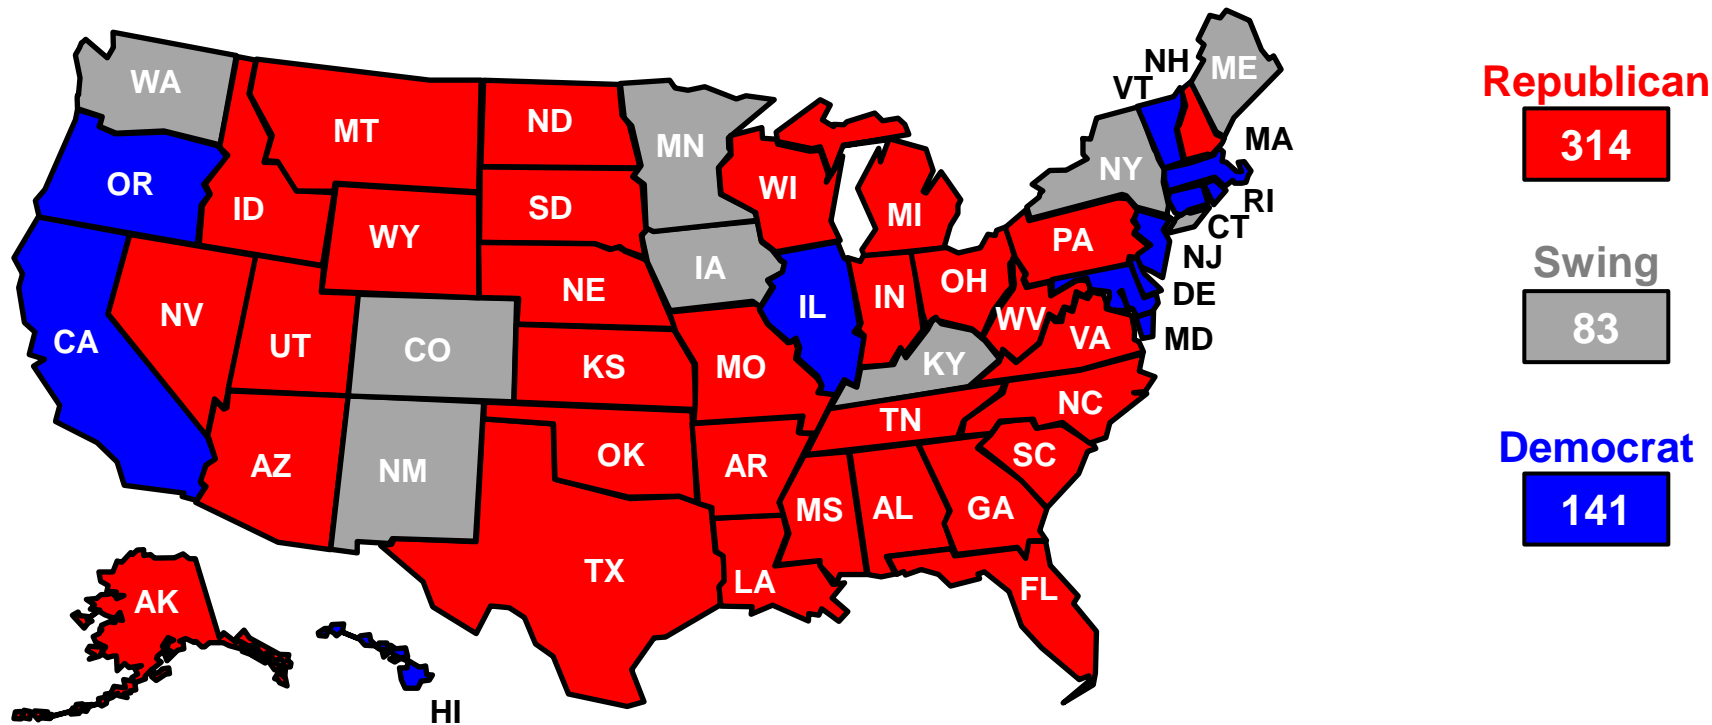 WA
OR
CA
NV
ID
MT
WY
UT
AZ
CO
NM
ND
SD
NE
KS
OK
TX
MN
IA
MO
AR
LA
WI
IL
MI
IN
OH
KY
TN
MS
AL
GA
FL
SC
NC
VA
WV
PA
NY
VT
NH
ME
MA
RI
CT
NJ
DE
MD
AK
HI
Republican
314
Swing
83
Democrat
141